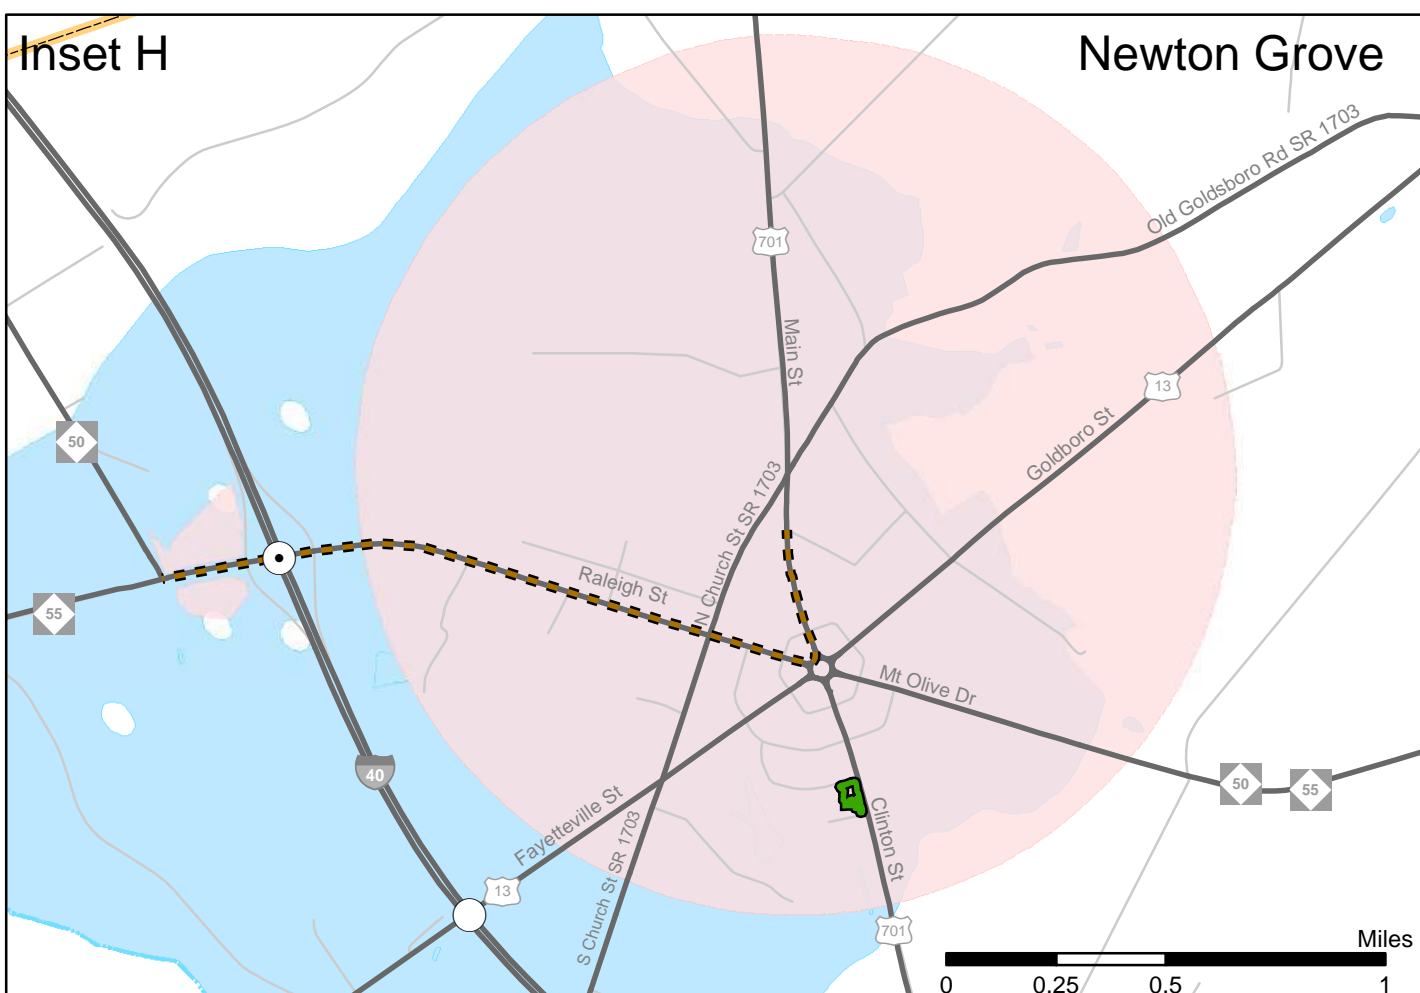 Inset H
Newton Grove
Old Goldsboro Rd SR 1703
701
Main St
13
Goldboro St
50
N Church St SR 1703
Raleigh St
55
Mt Olive Dr
40
50
55
Clinton St
Fayetteville St
S Church St SR 1703
13
701
Miles
0 0.25 0.5 1